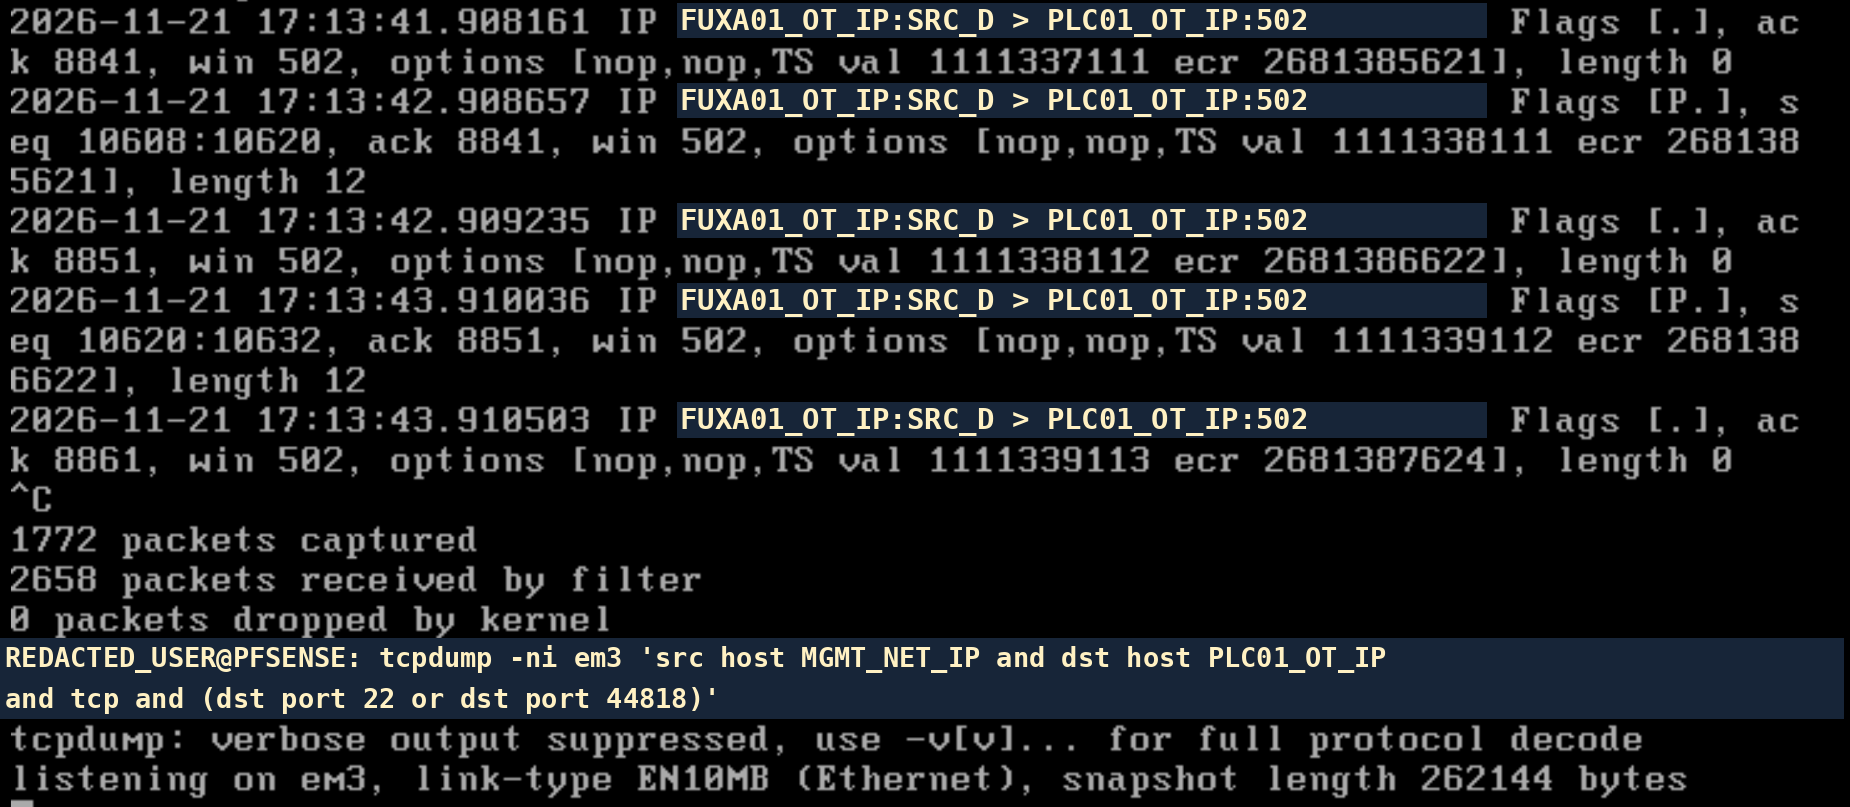 2026-11-21 17:13:41.908161 IP FUXA01_OT_IP:SRC_D > PLC01_OT_IP:502 Flags [.], ac
k 8841, win 502, options [nop,nop,TS val 1111337111 ecr 2681385621], length 0
2026-11-21 17:13:42.908657 IP FUXA01_OT_IP:SRC_D > PLC01_OT_IP:502 Flags [P.], s
eq 10608:10620, ack 8841, win 502, options [nop,nop,TS val 1111338111 ecr 268138
5621], length 12
2026-11-21 17:13:42.909235 IP FUXA01_OT_IP:SRC_D > PLC01_OT_IP:502 Flags [.], ac
k 8851, win 502, options [nop,nop,TS val 1111338112 ecr 2681386622], length 0
2026-11-21 17:13:43.910036 IP FUXA01_OT_IP:SRC_D > PLC01_OT_IP:502 Flags [P.], s
eq 10620:10632, ack 8851, win 502, options [nop,nop,TS val 1111339112 ecr 268138
6622], length 12
2026-11-21 17:13:43.910503 IP FUXA01_OT_IP:SRC_D > PLC01_OT_IP:502 Flags [.], ac
k 8861, win 502, options [nop,nop,TS val 1111339113 ecr 2681387624], length 0
^C
1772 packets captured
2658 packets received by filter
0 packets dropped by kernel
REDACTED_USER@PFSENSE: tcpdump -ni em3 'src host MGMT_NET_IP and dst host PLC01_OT_IP
and tcp and (dst port 22 or dst port 44818)'
tcpdump: verbose output suppressed, use -v[v]... for full protocol decode
listening on em3, link-type EN10MB (Ethernet), snapshot length 262144 bytes